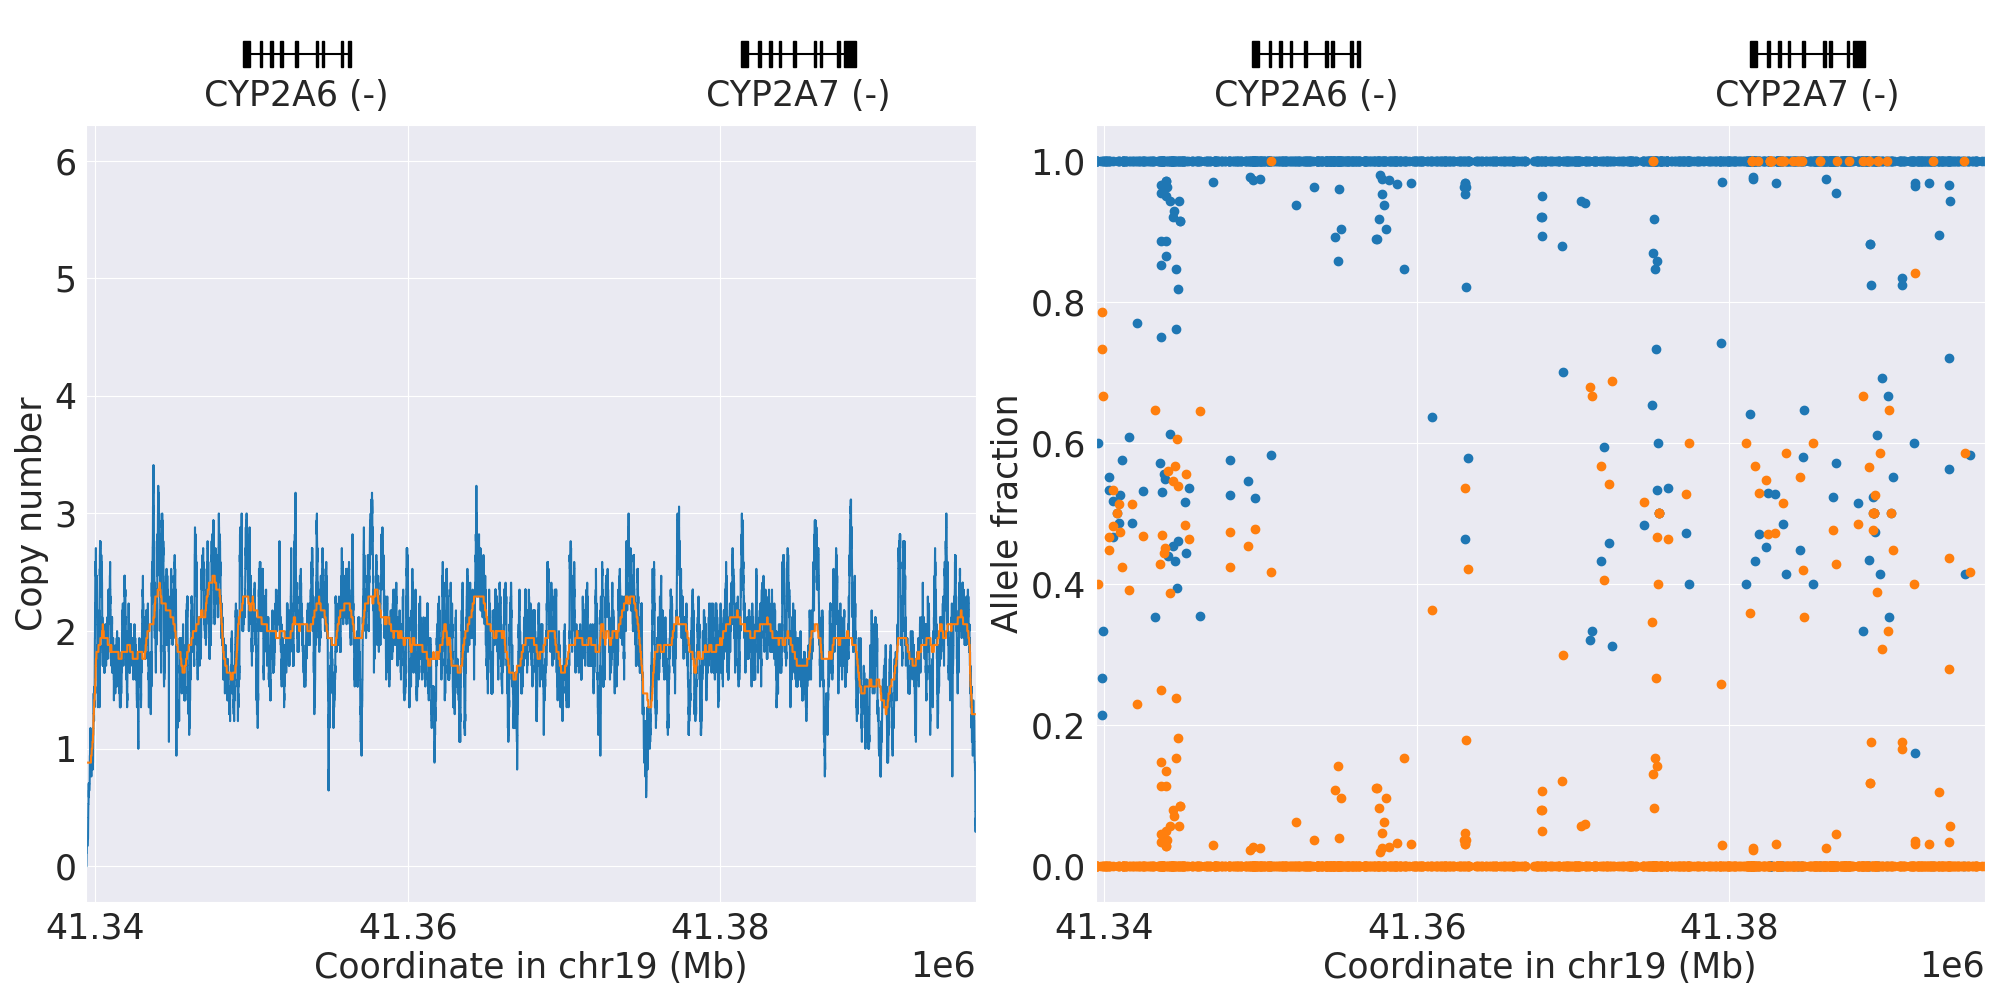 CYP2A6 (-)
CYP2A7 (-)
Copy number
6
5
4
3
2
1
0
41.34
41.36
41.38
Coordinate in chr19 (Mb)
1e6
CYP2A6 (-)
CYP2A7 (-)
Allele fraction
1.0
0.8
0.6
0.4
0.2
0.0
41.34
41.36
41.38
Coordinate in chr19 (Mb)
1e6